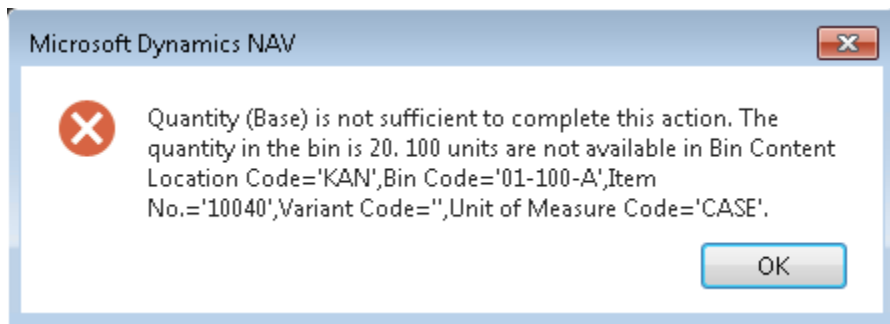 Microsoft Dynamics NAV
Quantity (Base) is not sufficient to complete this action. The
quantity in the bin is 20. 100 units are not available in Bin Content
Location Code='KAN',Bin Code='01-100-A',Item
No.='10040',Variant Code='',Unit of Measure Code='CASE'.
OK